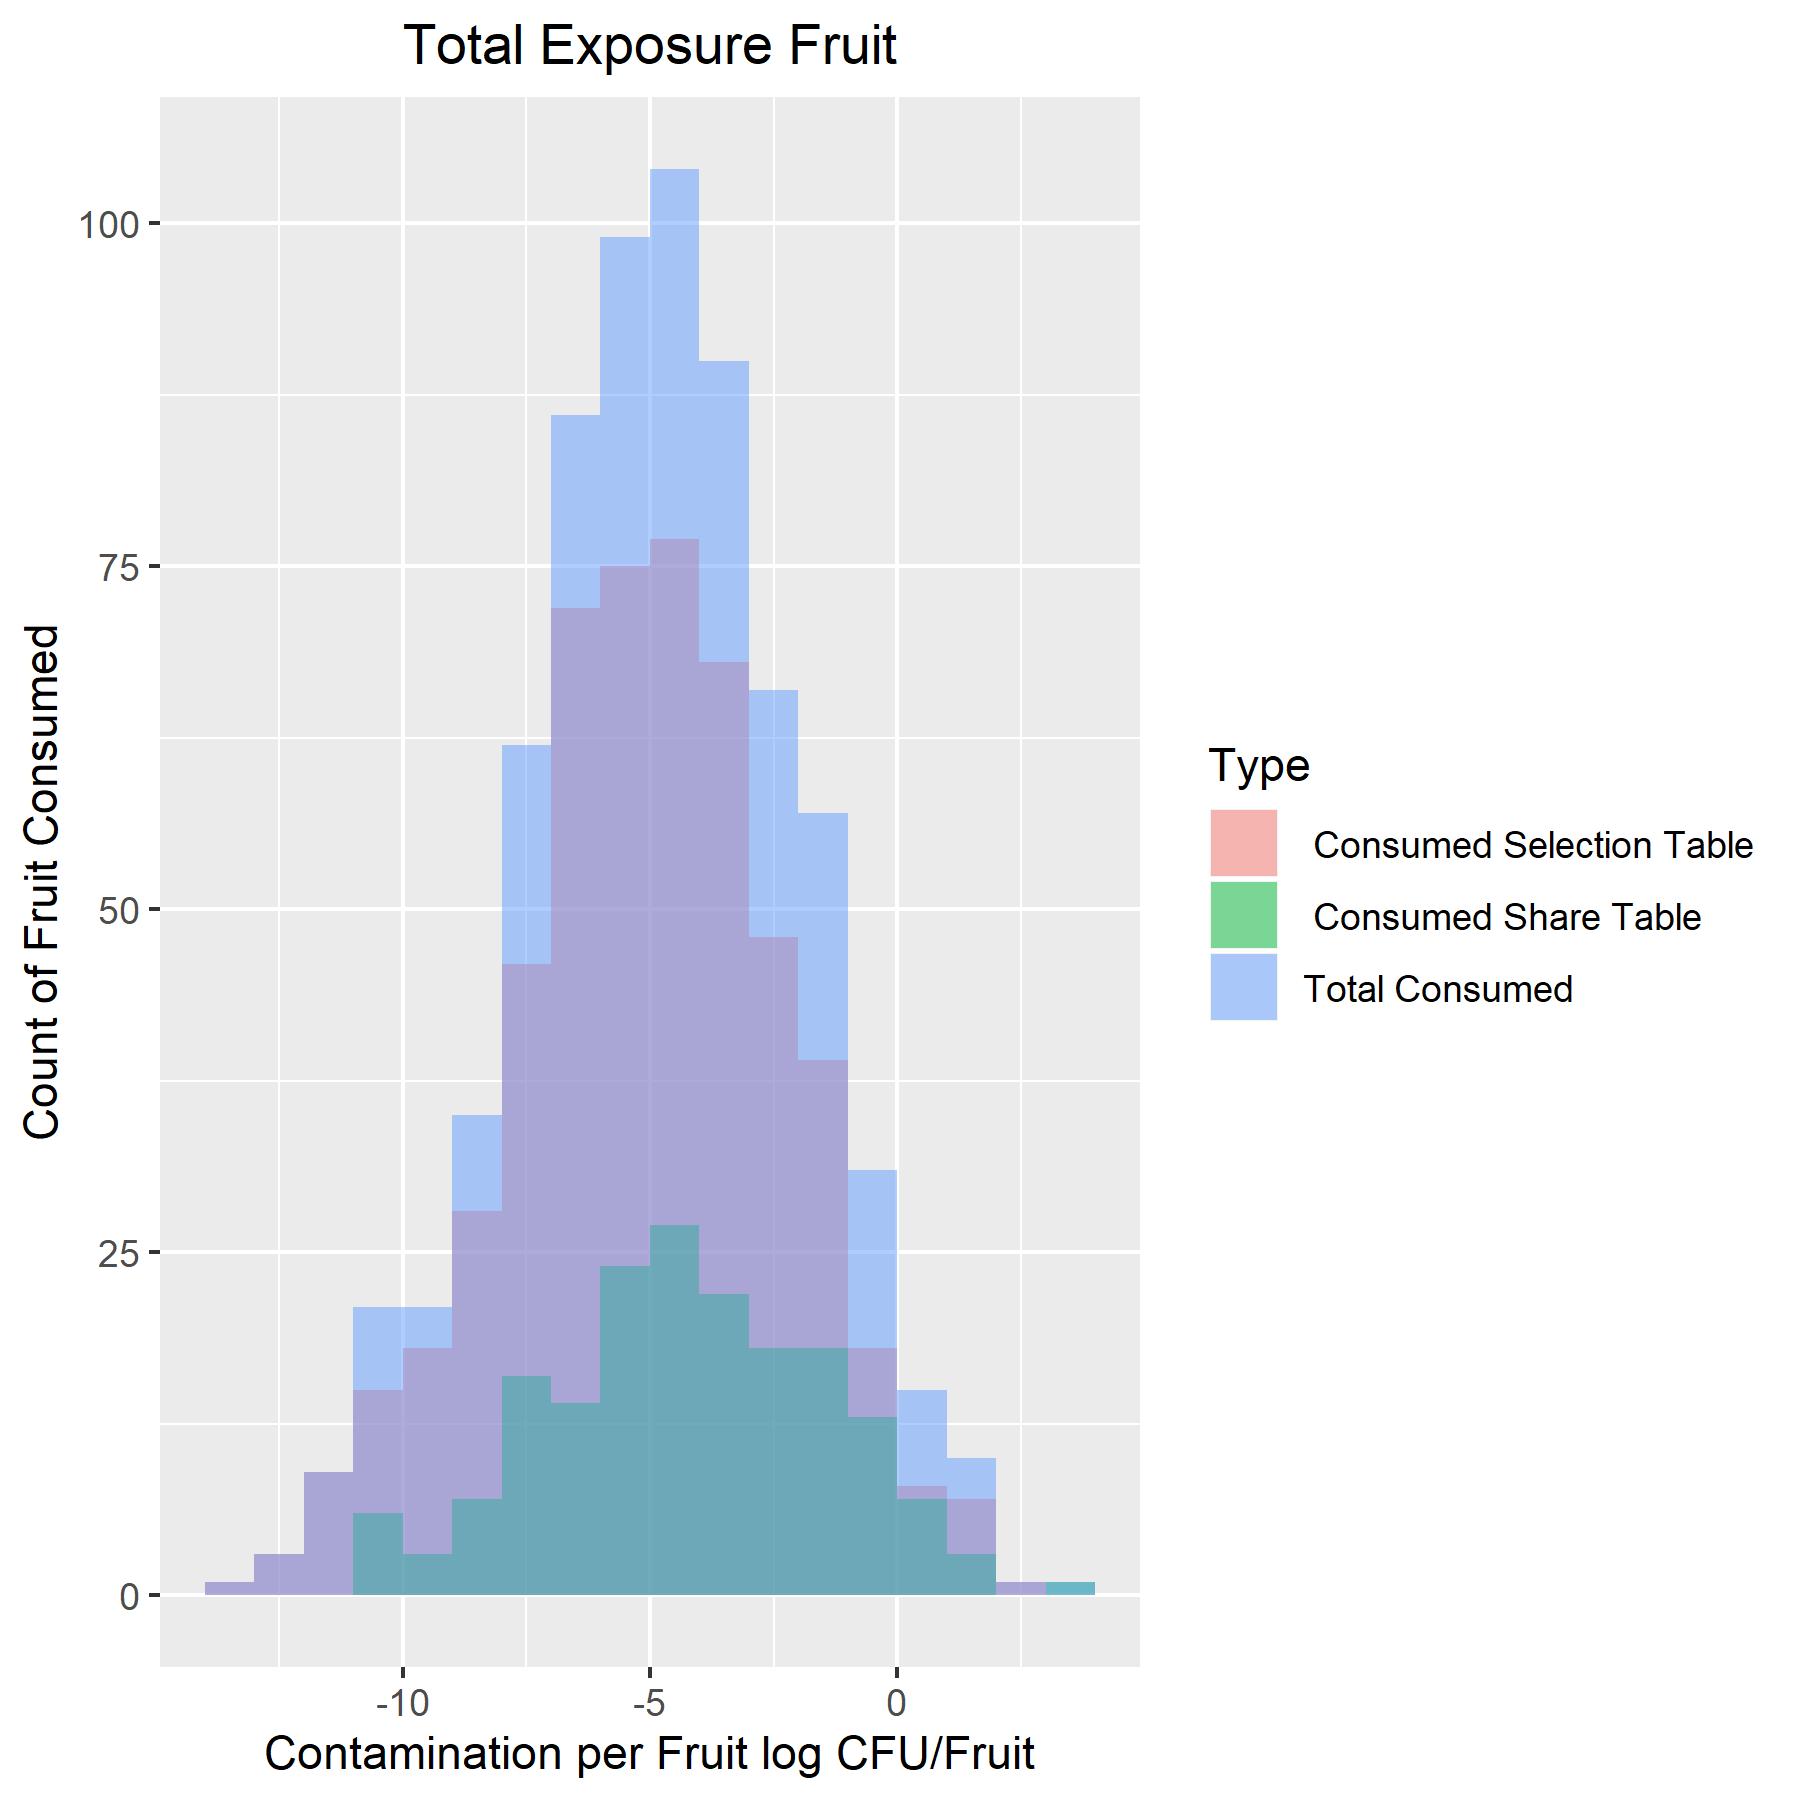 Total Exposure Fruit
100
75
50
25
0
Count of Fruit Consumed
-10
-5
0
Contamination per Fruit log CFU/Fruit
Type
Consumed Selection Table
Consumed Share Table
Total Consumed